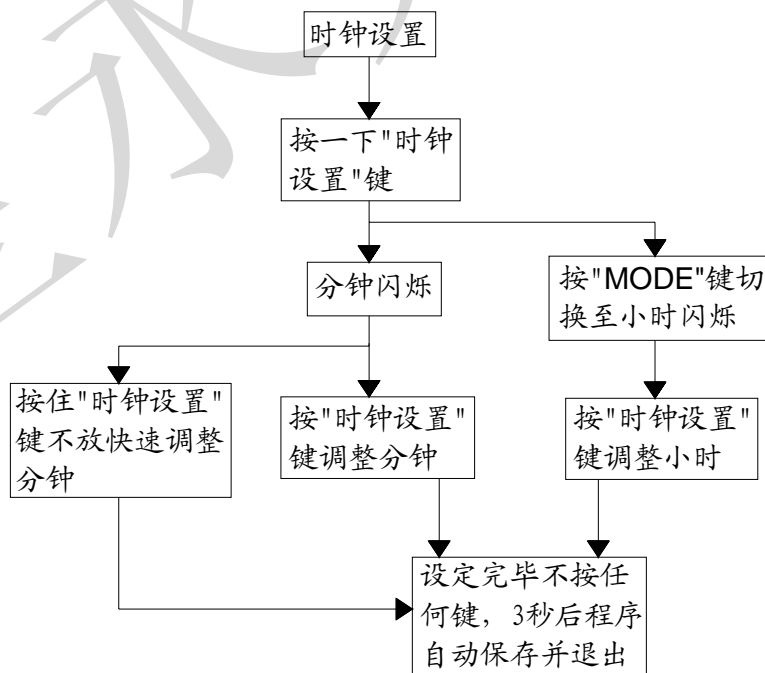 时钟设置
按一下"时钟
设置"键
分钟闪烁
按"MODE"键切
换至小时闪烁
按住"时钟设置"
键不放快速调整
分钟
按"时钟设置"
键调整分钟
按"时钟设置"
键调整小时
设定完毕不按任
何键，3秒后程序
自动保存并退出